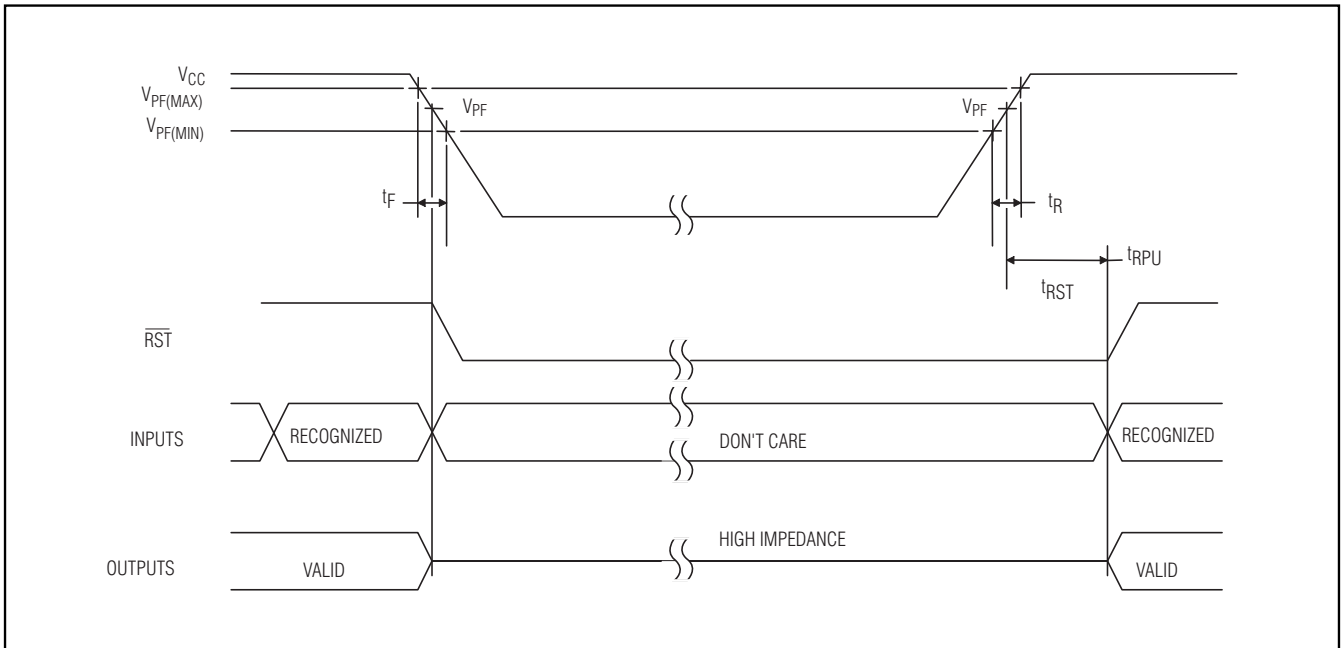 VCC
VPF(MAX)
VPF(MIN)
VPF
VPF
tF
tR
tRPU
tRST
RST
INPUTS
RECOGNIZED
DON'T CARE
RECOGNIZED
HIGH IMPEDANCE
OUTPUTS
VALID
VALID